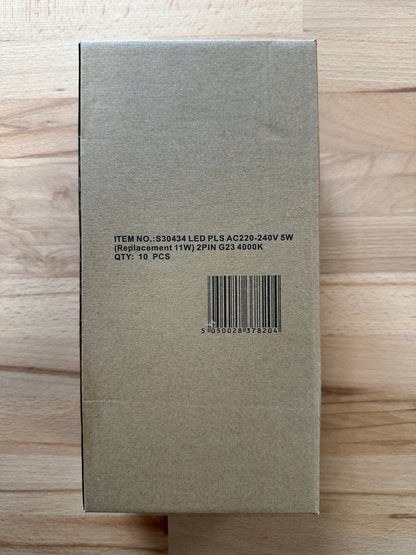 ITEM NO.:S30434 LED PLS AC220-240V 5W
(Replacement 11W) 2PIN G23 4000K
QTY: 10 PCS
5 050028 378204